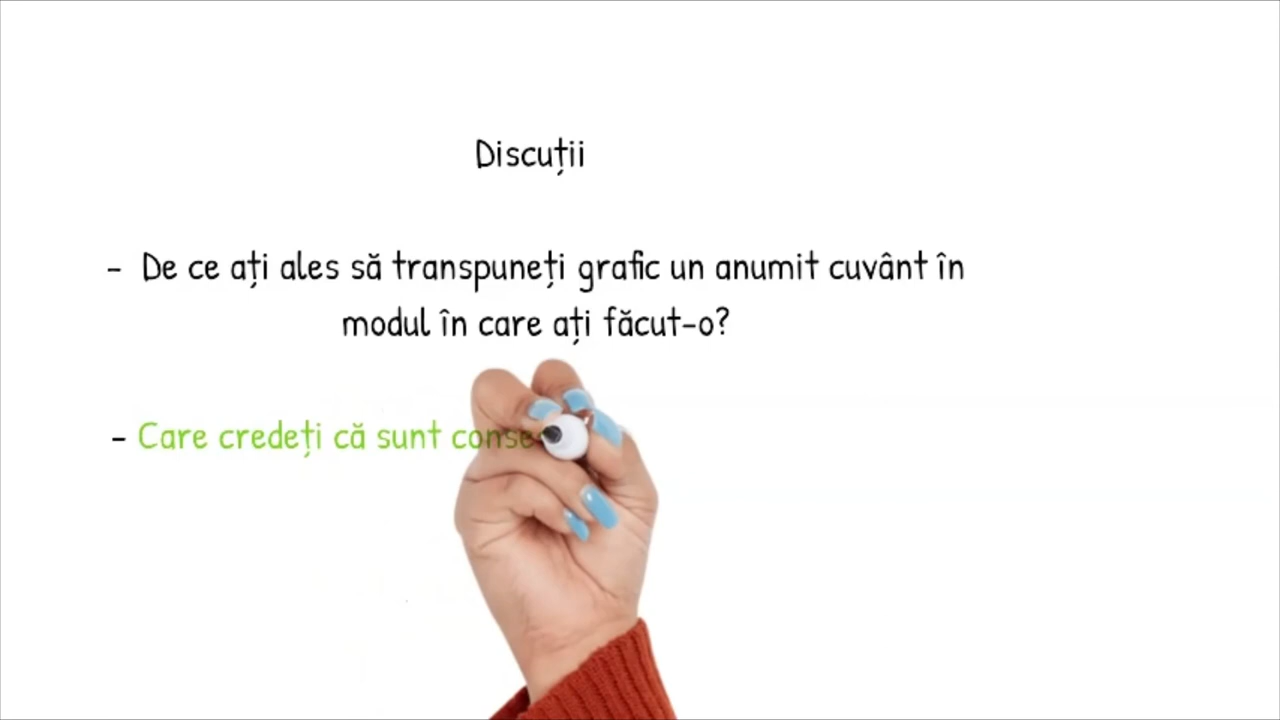 Discuții
- De ce ați ales să transpuneți grafic un anumit cuvânt în
modul în care ați făcut-o?
- Care credeți că sunt